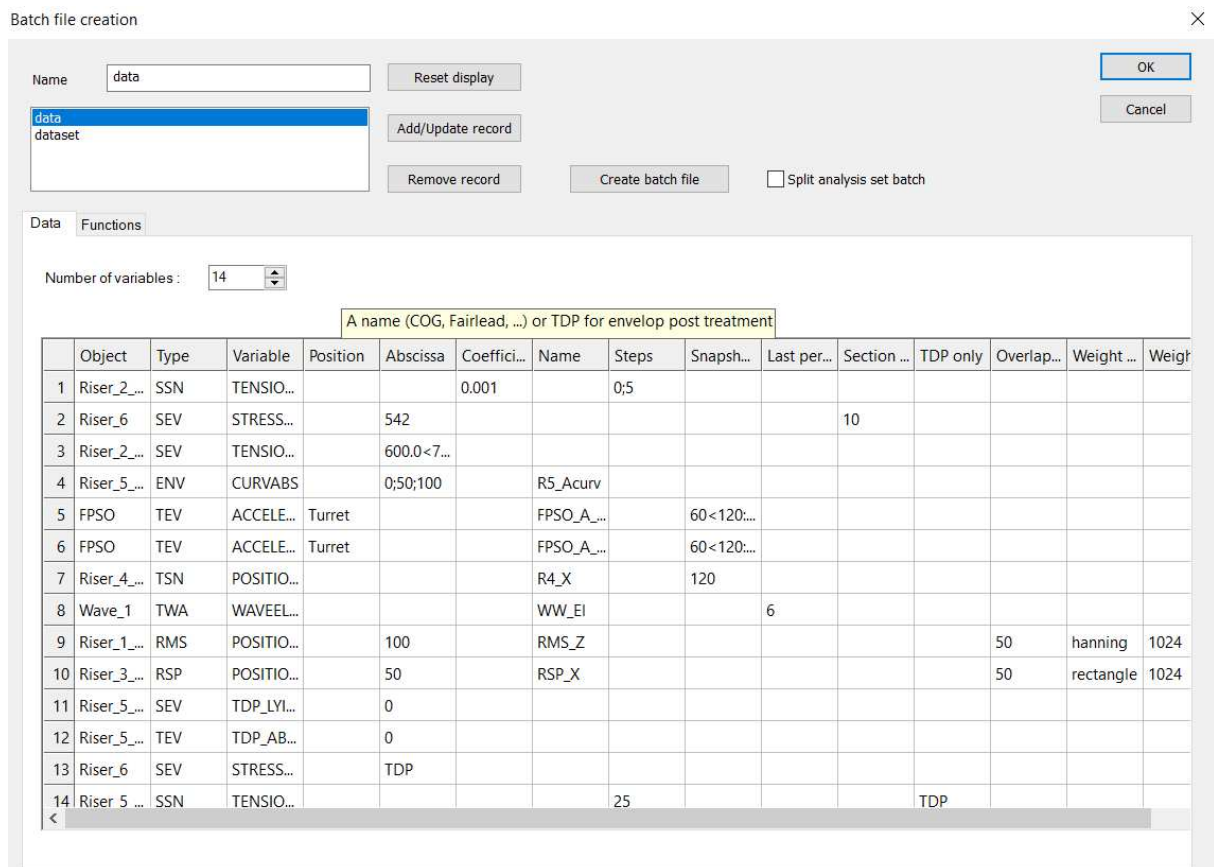 Batch file creation
Name data Reset display OK
data
dataset Add/Update record Cancel
Remove record Create batch file Split analysis set batch
Data Functions
Number of variables : 14
A name (COG, Fairlead, ...) or TDP for envelop post treatment
Object Type Variable Position Abscissa Coeffici... Name Steps Snapsh... Last per... Section ... TDP only Overlap... Weight ... Weigh
1 Riser_2_... SSN TENSIO... 0.001 0;5
2 Riser_6 SEV STRESS... 542 10
3 Riser_2_... SEV TENSIO... 600.0<7...
4 Riser_5_... ENV CURVABS 0;50;100 R5_Acurv
5 FPSO TEV ACCELE... Turret FPSO_A_... 60<120:...
6 FPSO TEV ACCELE... Turret FPSO_A_... 60<120:...
7 Riser_4_... TSN POSITIO... R4_X 120
8 Wave_1 TWA WAVEEL... WW_El 6
9 Riser_1_... RMS POSITIO... 100 RMS_Z 50 hanning 1024
10 Riser_3_... RSP POSITIO... 50 RSP_X 50 rectangle 1024
11 Riser_5_... SEV TDP_LYI... 0
12 Riser_5_... TEV TDP_AB... 0
13 Riser_6 SEV STRESS... TDP
14 Riser_5_... SSN TENSIO... 25 TDP